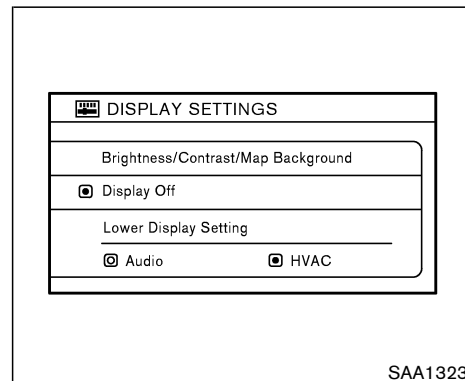 DISPLAY SETTINGS
Brightness/Contrast/Map Background
Display Off
Lower Display Setting
Audio HVAC
SAA1323